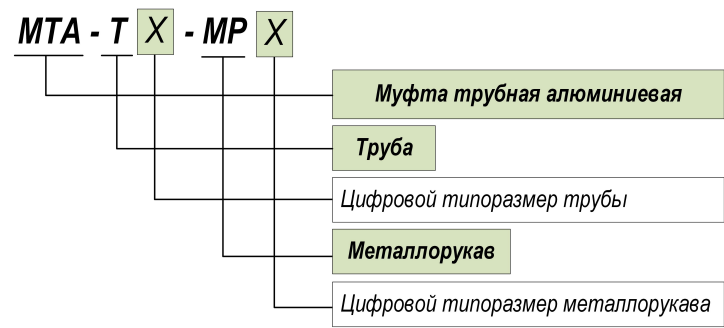 МТА - Т X - МР X
Муфта трубная алюминиевая
Труба
Цифровой типоразмер трубы
Металлорукав
Цифровой типоразмер металлорукава